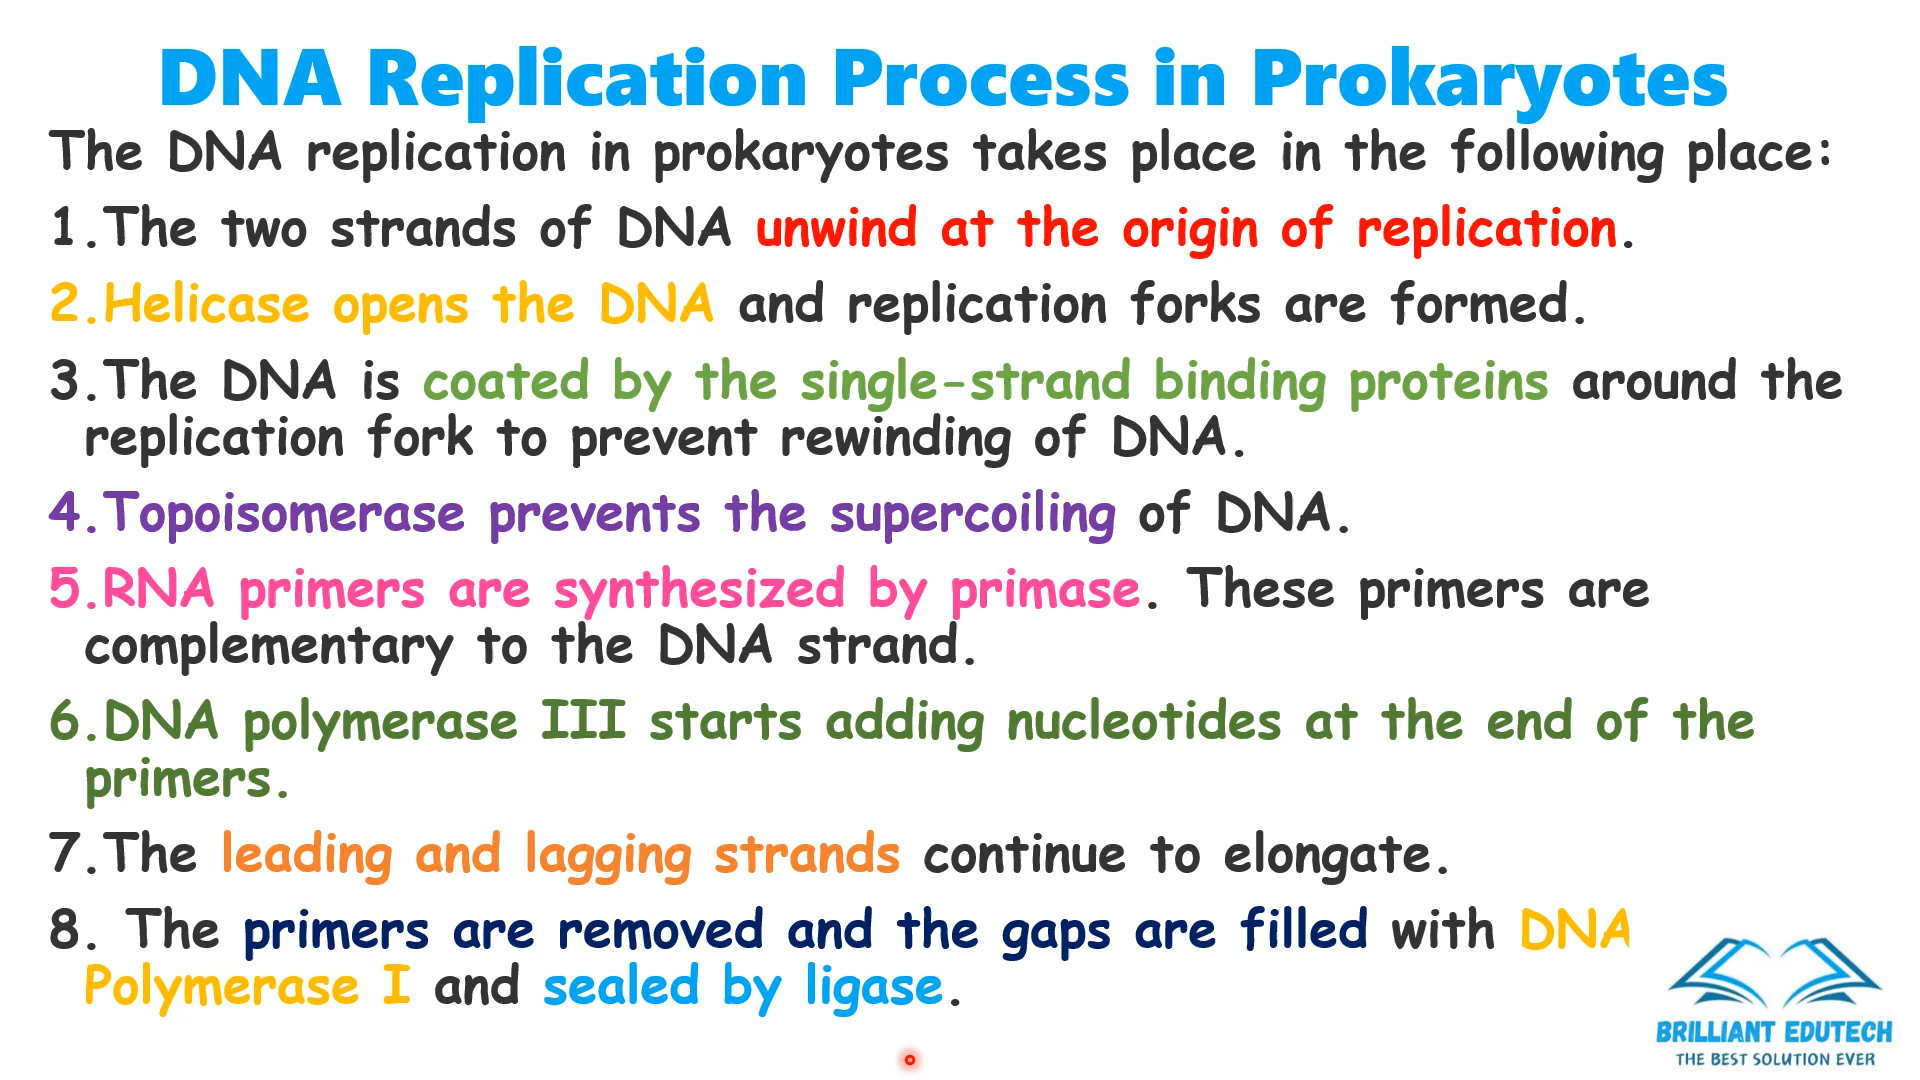 DNA Replication Process in Prokaryotes
The DNA replication in prokaryotes takes place in the following place:
1.The two strands of DNA unwind at the origin of replication.
2.Helicase opens the DNA and replication forks are formed.
3.The DNA is coated by the single-strand binding proteins around the
replication fork to prevent rewinding of DNA.
4.Topoisomerase prevents the supercoiling of DNA.
5.RNA primers are synthesized by primase. These primers are
complementary to the DNA strand.
6.DNA polymerase III starts adding nucleotides at the end of the
primers.
7.The leading and lagging strands continue to elongate.
8. The primers are removed and the gaps are filled with DNA
Polymerase I and sealed by ligase.
BRILLIANT EDUTECH
THE BEST SOLUTION EVER